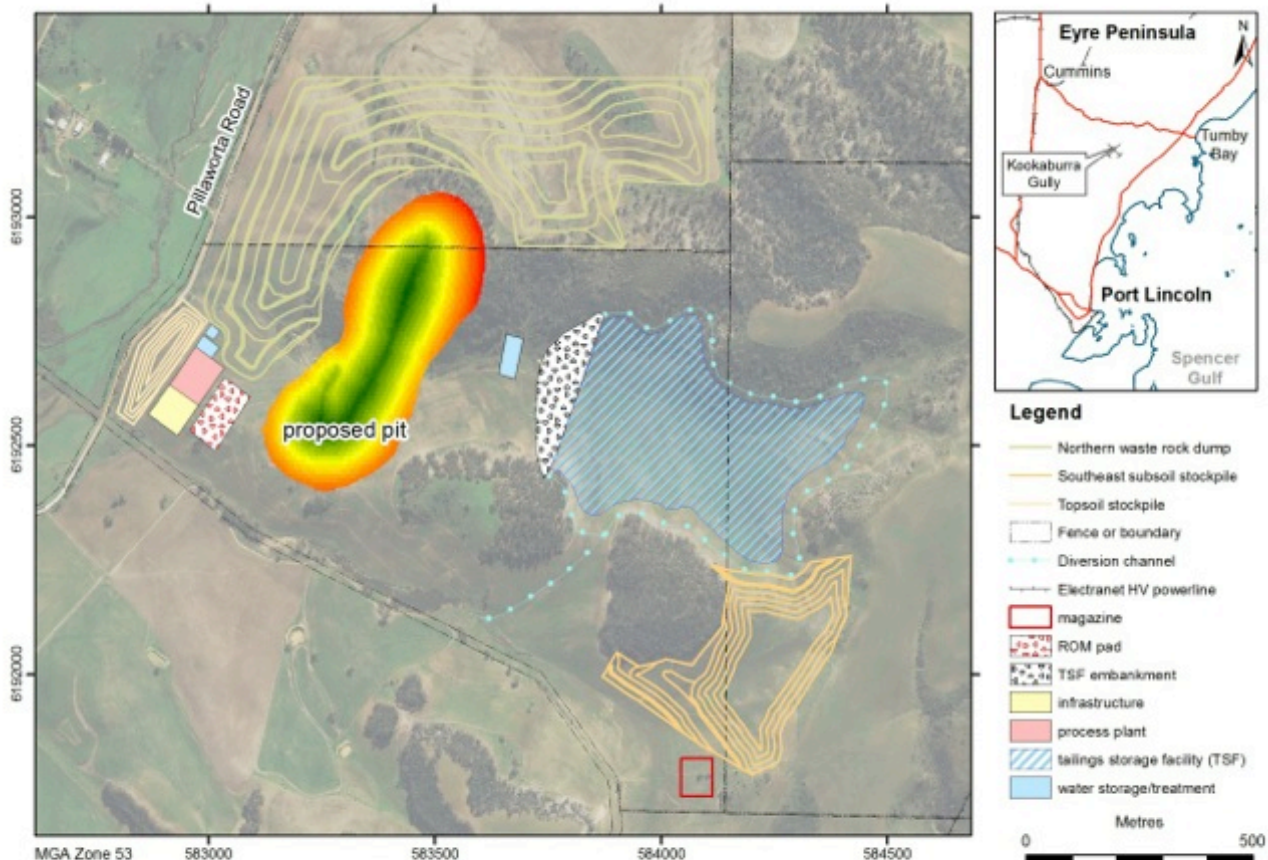 Pillaworta Road
proposed pit
6193000
6192500
6192000
MGA Zone 53
583000
583500
584000
584500
Eyre Peninsula
N
Cummins
Tumby
Bay
Kookaburra
Gully
Port Lincoln
Spencer
Gulf
Legend
Northern waste rock dump
Southeast subsoil stockpile
Topsoil stockpile
Fence or boundary
Diversion channel
Electranet HV powerline
magazine
ROM pad
TSF embankment
infrastructure
process plant
tailings storage facility (TSF)
water storage/treatment
Metres
0 500